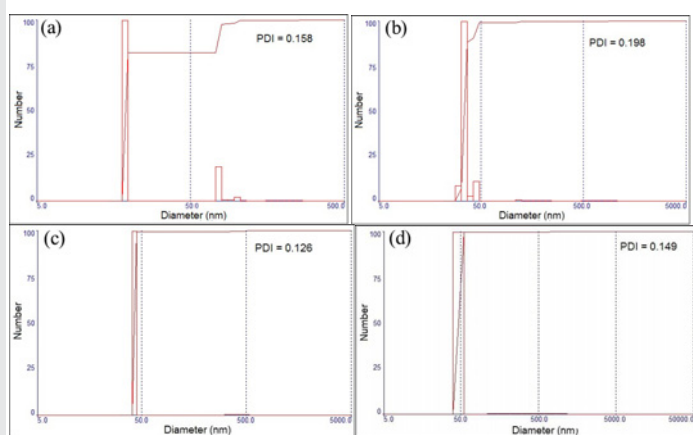 (a)
PDI = 0.158
Number
100
75
50
25
0
5.0 50.0 500.0
Diameter (nm)
(b)
PDI = 0.198
Number
100
75
50
25
0
5.0 50.0 500.0 5000.0
Diameter (nm)
(c)
PDI = 0.126
Number
100
75
50
25
0
5.0 50.0 500.0 5000.0
Diameter (nm)
(d)
PDI = 0.149
Number
100
75
50
25
0
5.0 50.0 500.0 5000.0 50000.0
Diameter (nm)